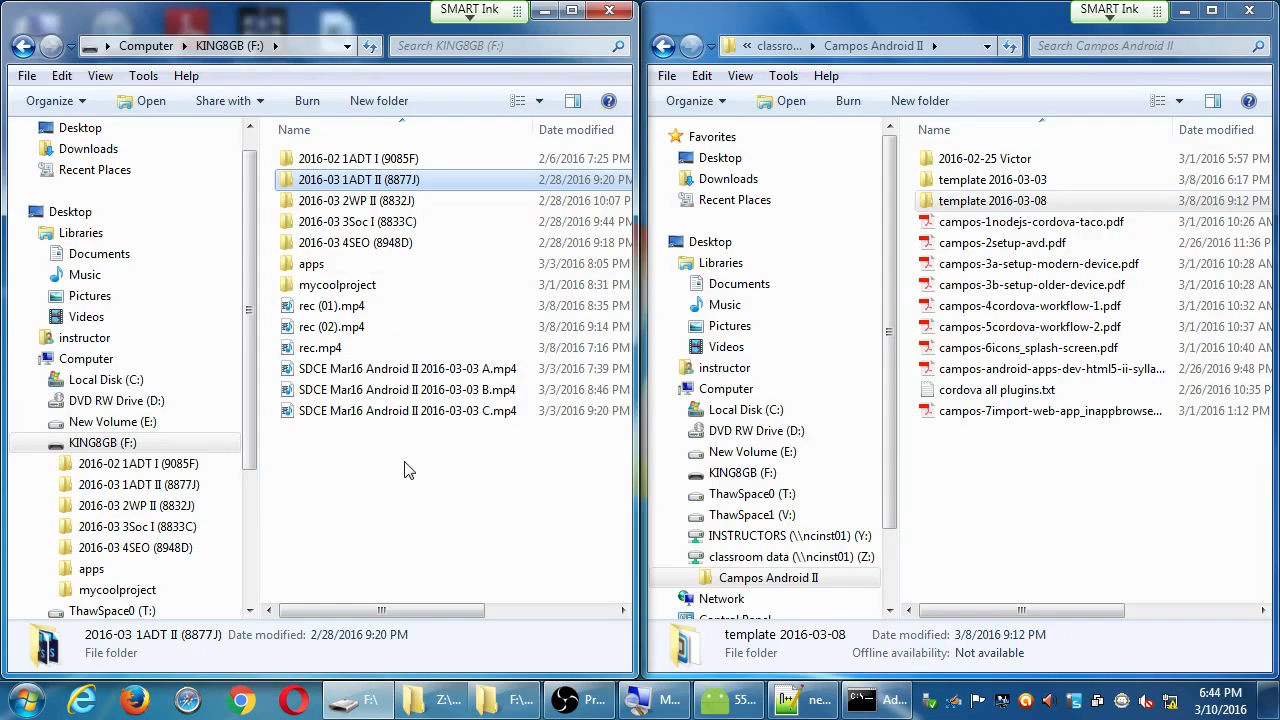 SMART Ink
Computer KING8GB (F:)
Search KING8GB (F:)
File Edit View Tools Help
Organize Open Share with Burn New folder
Desktop
Downloads
Recent Places
Desktop
Libraries
Documents
Music
Pictures
Videos
instructor
Computer
Local Disk (C:)
DVD RW Drive (D:)
New Volume (E:)
KING8GB (F:)
2016-02 1ADT I (9085F)
2016-03 1ADT II (8877J)
2016-03 2WP II (8832J)
2016-03 3Soc I (8833C)
2016-03 4SEO (8948D)
apps
mycoolproject
ThawSpace0 (T:)
Name Date modified
2016-02 1ADT I (9085F) 2/6/2016 7:25 PM
2016-03 1ADT II (8877J) 2/28/2016 9:20 PM
2016-03 2WP II (8832J) 2/28/2016 10:07 P
2016-03 3Soc I (8833C) 2/28/2016 9:44 PM
2016-03 4SEO (8948D) 2/28/2016 9:18 PM
apps 3/3/2016 8:05 PM
mycoolproject 3/1/2016 8:31 PM
rec (01).mp4 3/8/2016 8:35 PM
rec (02).mp4 3/8/2016 9:14 PM
rec.mp4 3/8/2016 7:16 PM
SDCE Mar16 Android II 2016-03-03 A.mp4 3/3/2016 7:39 PM
SDCE Mar16 Android II 2016-03-03 B.mp4 3/3/2016 8:46 PM
SDCE Mar16 Android II 2016-03-03 C.mp4 3/3/2016 9:20 PM
2016-03 1ADT II (8877J) Date modified: 2/28/2016 9:20 PM
File folder
SMART Ink
« classro... Campos Android II
Search Campos Android II
File Edit View Tools Help
Organize Open Burn New folder
Favorites
Desktop
Downloads
Recent Places
Desktop
Libraries
Documents
Music
Pictures
Videos
instructor
Computer
Local Disk (C:)
DVD RW Drive (D:)
New Volume (E:)
KING8GB (F:)
ThawSpace0 (T:)
ThawSpace1 (V:)
INSTRUCTORS (\\ncinst01) (Y:)
classroom data (\\ncinst01) (Z:)
Campos Android II
Network
Control Panel
Name Date modified
2016-02-25 Victor 3/1/2016 5:57 PM
template 2016-03-03 3/8/2016 6:17 PM
template 2016-03-08 3/8/2016 9:12 PM
campos-1nodejs-cordova-taco.pdf 3/1/2016 10:26 A
campos-2setup-avd.pdf 2/26/2016 11:36 P
campos-3a-setup-modern-device.pdf 3/1/2016 10:26 A
campos-3b-setup-older-device.pdf 3/1/2016 10:28 A
campos-4cordova-workflow-1.pdf 3/1/2016 10:32 A
campos-5cordova-workflow-2.pdf 3/1/2016 10:37 A
campos-6icons_splash-screen.pdf 3/1/2016 10:40 A
campos-android-apps-dev-html5-ii-sylla... 2/26/2016 9:48 P
cordova all plugins.txt 2/26/2016 10:35 P
campos-7import-web-app_inappbrowse... 3/1/2016 1:12 PM
template 2016-03-08 Date modified: 3/8/2016 9:12 PM
File folder Offline availability: Not available
F:\ Z:\... F:\... Pr... M... 55... ne... Ad...
6:44 PM
3/10/2016